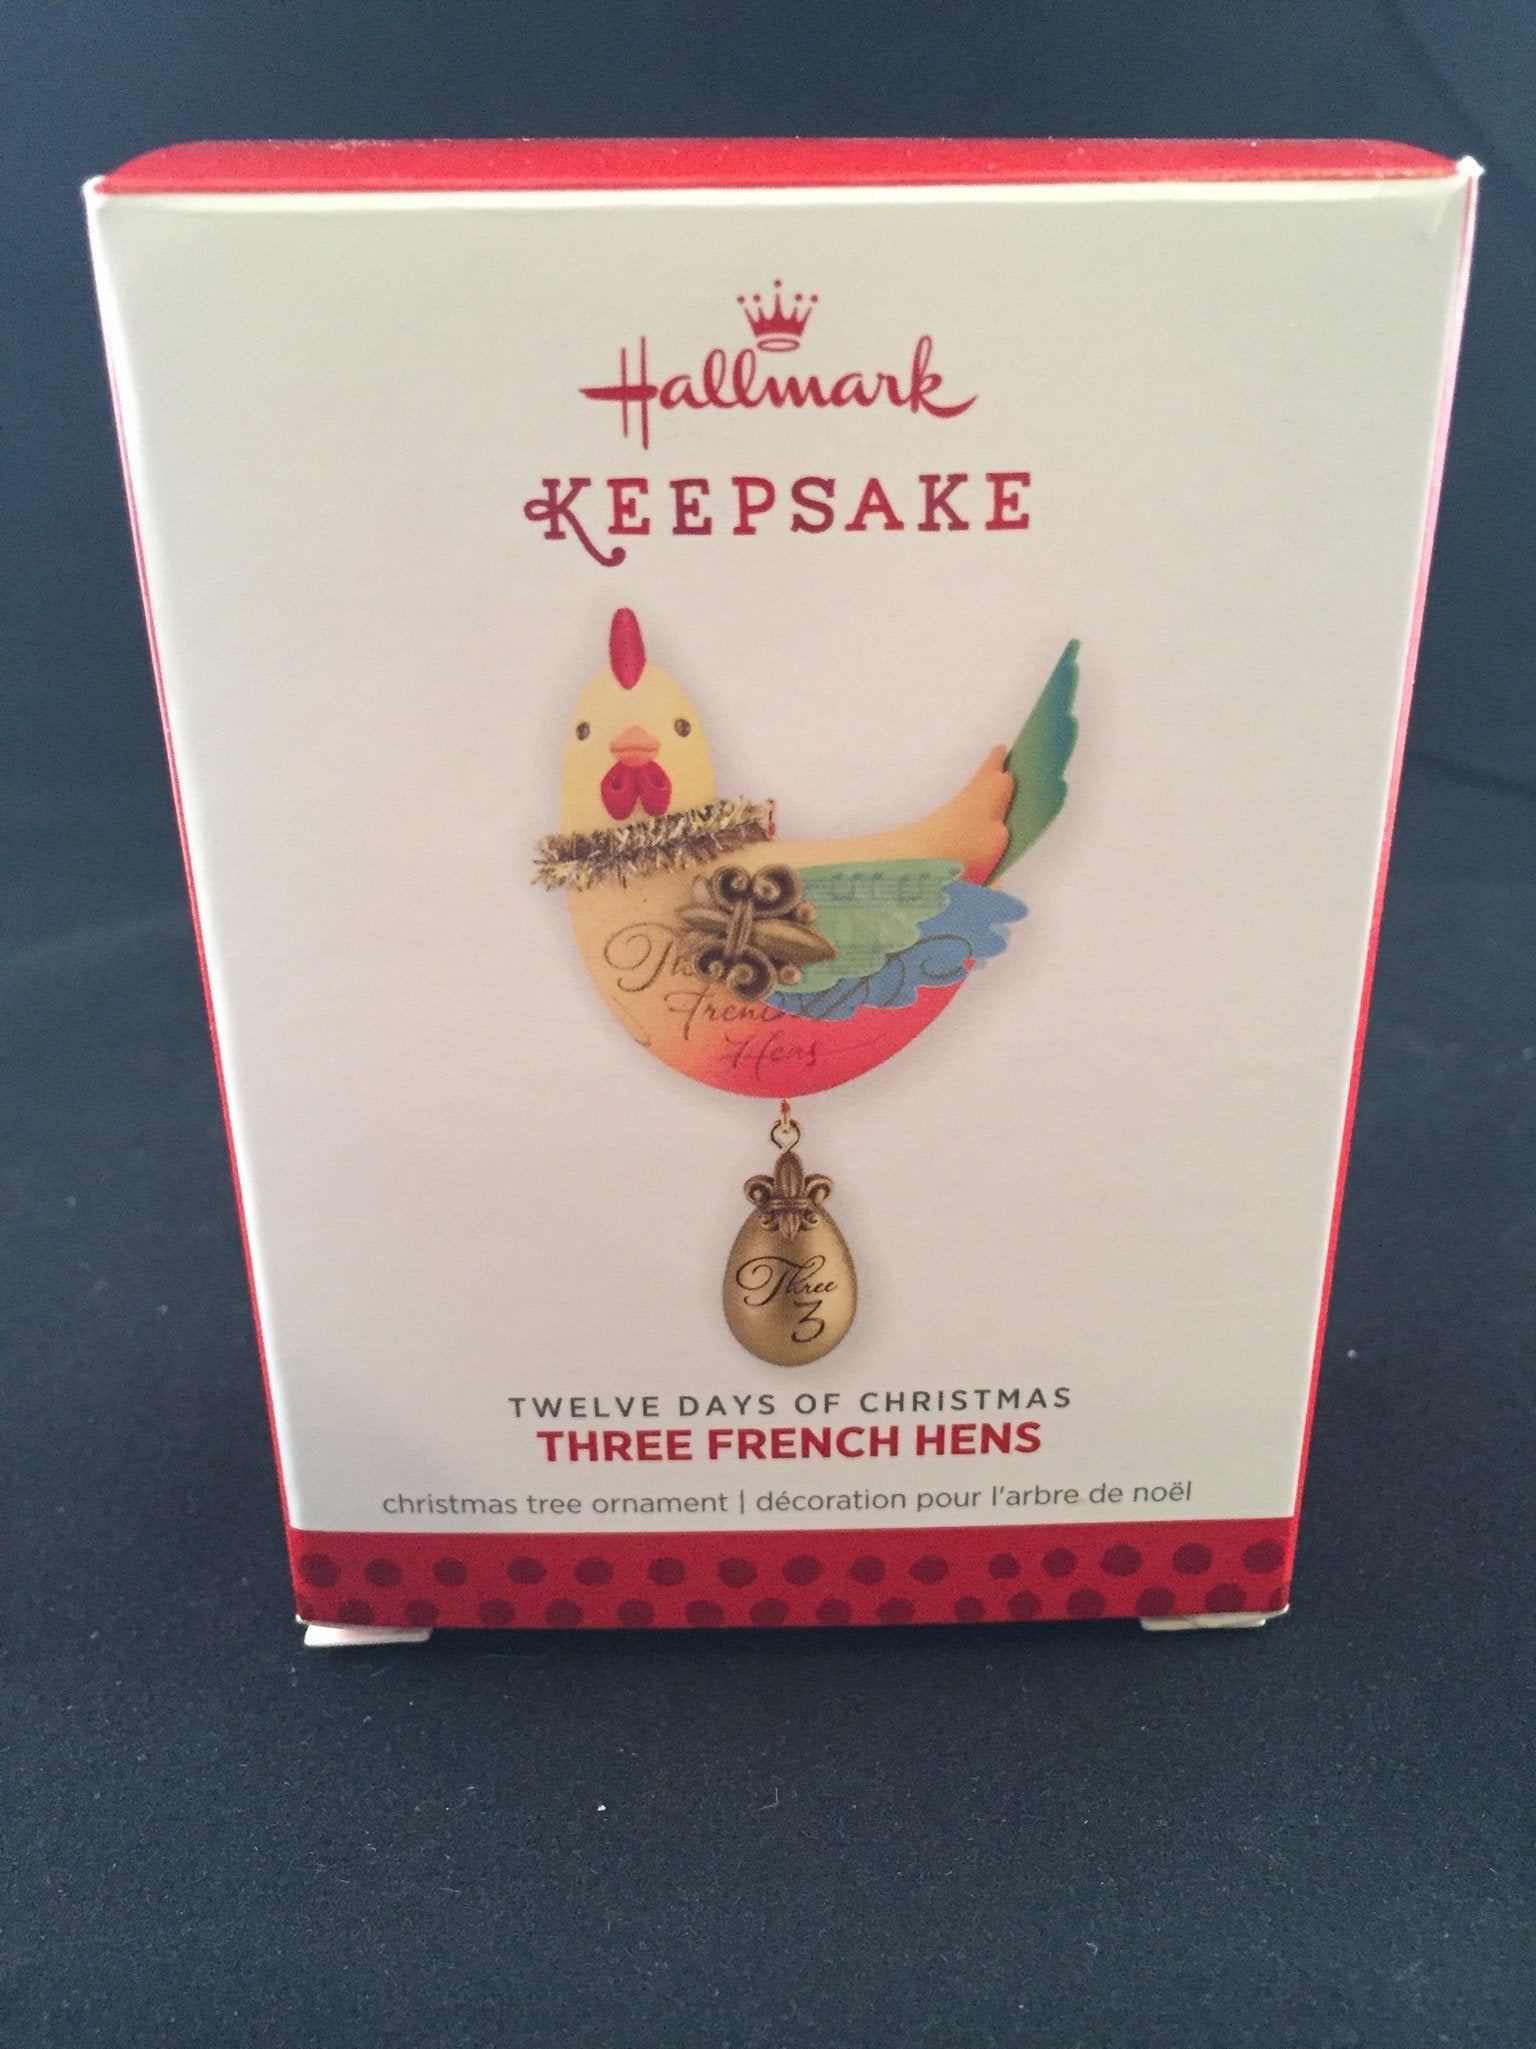 Hallmark
KEEPSAKE
French
Hens
Three
3
TWELVE DAYS OF CHRISTMAS
THREE FRENCH HENS
christmas tree ornament | décoration pour l'arbre de noël